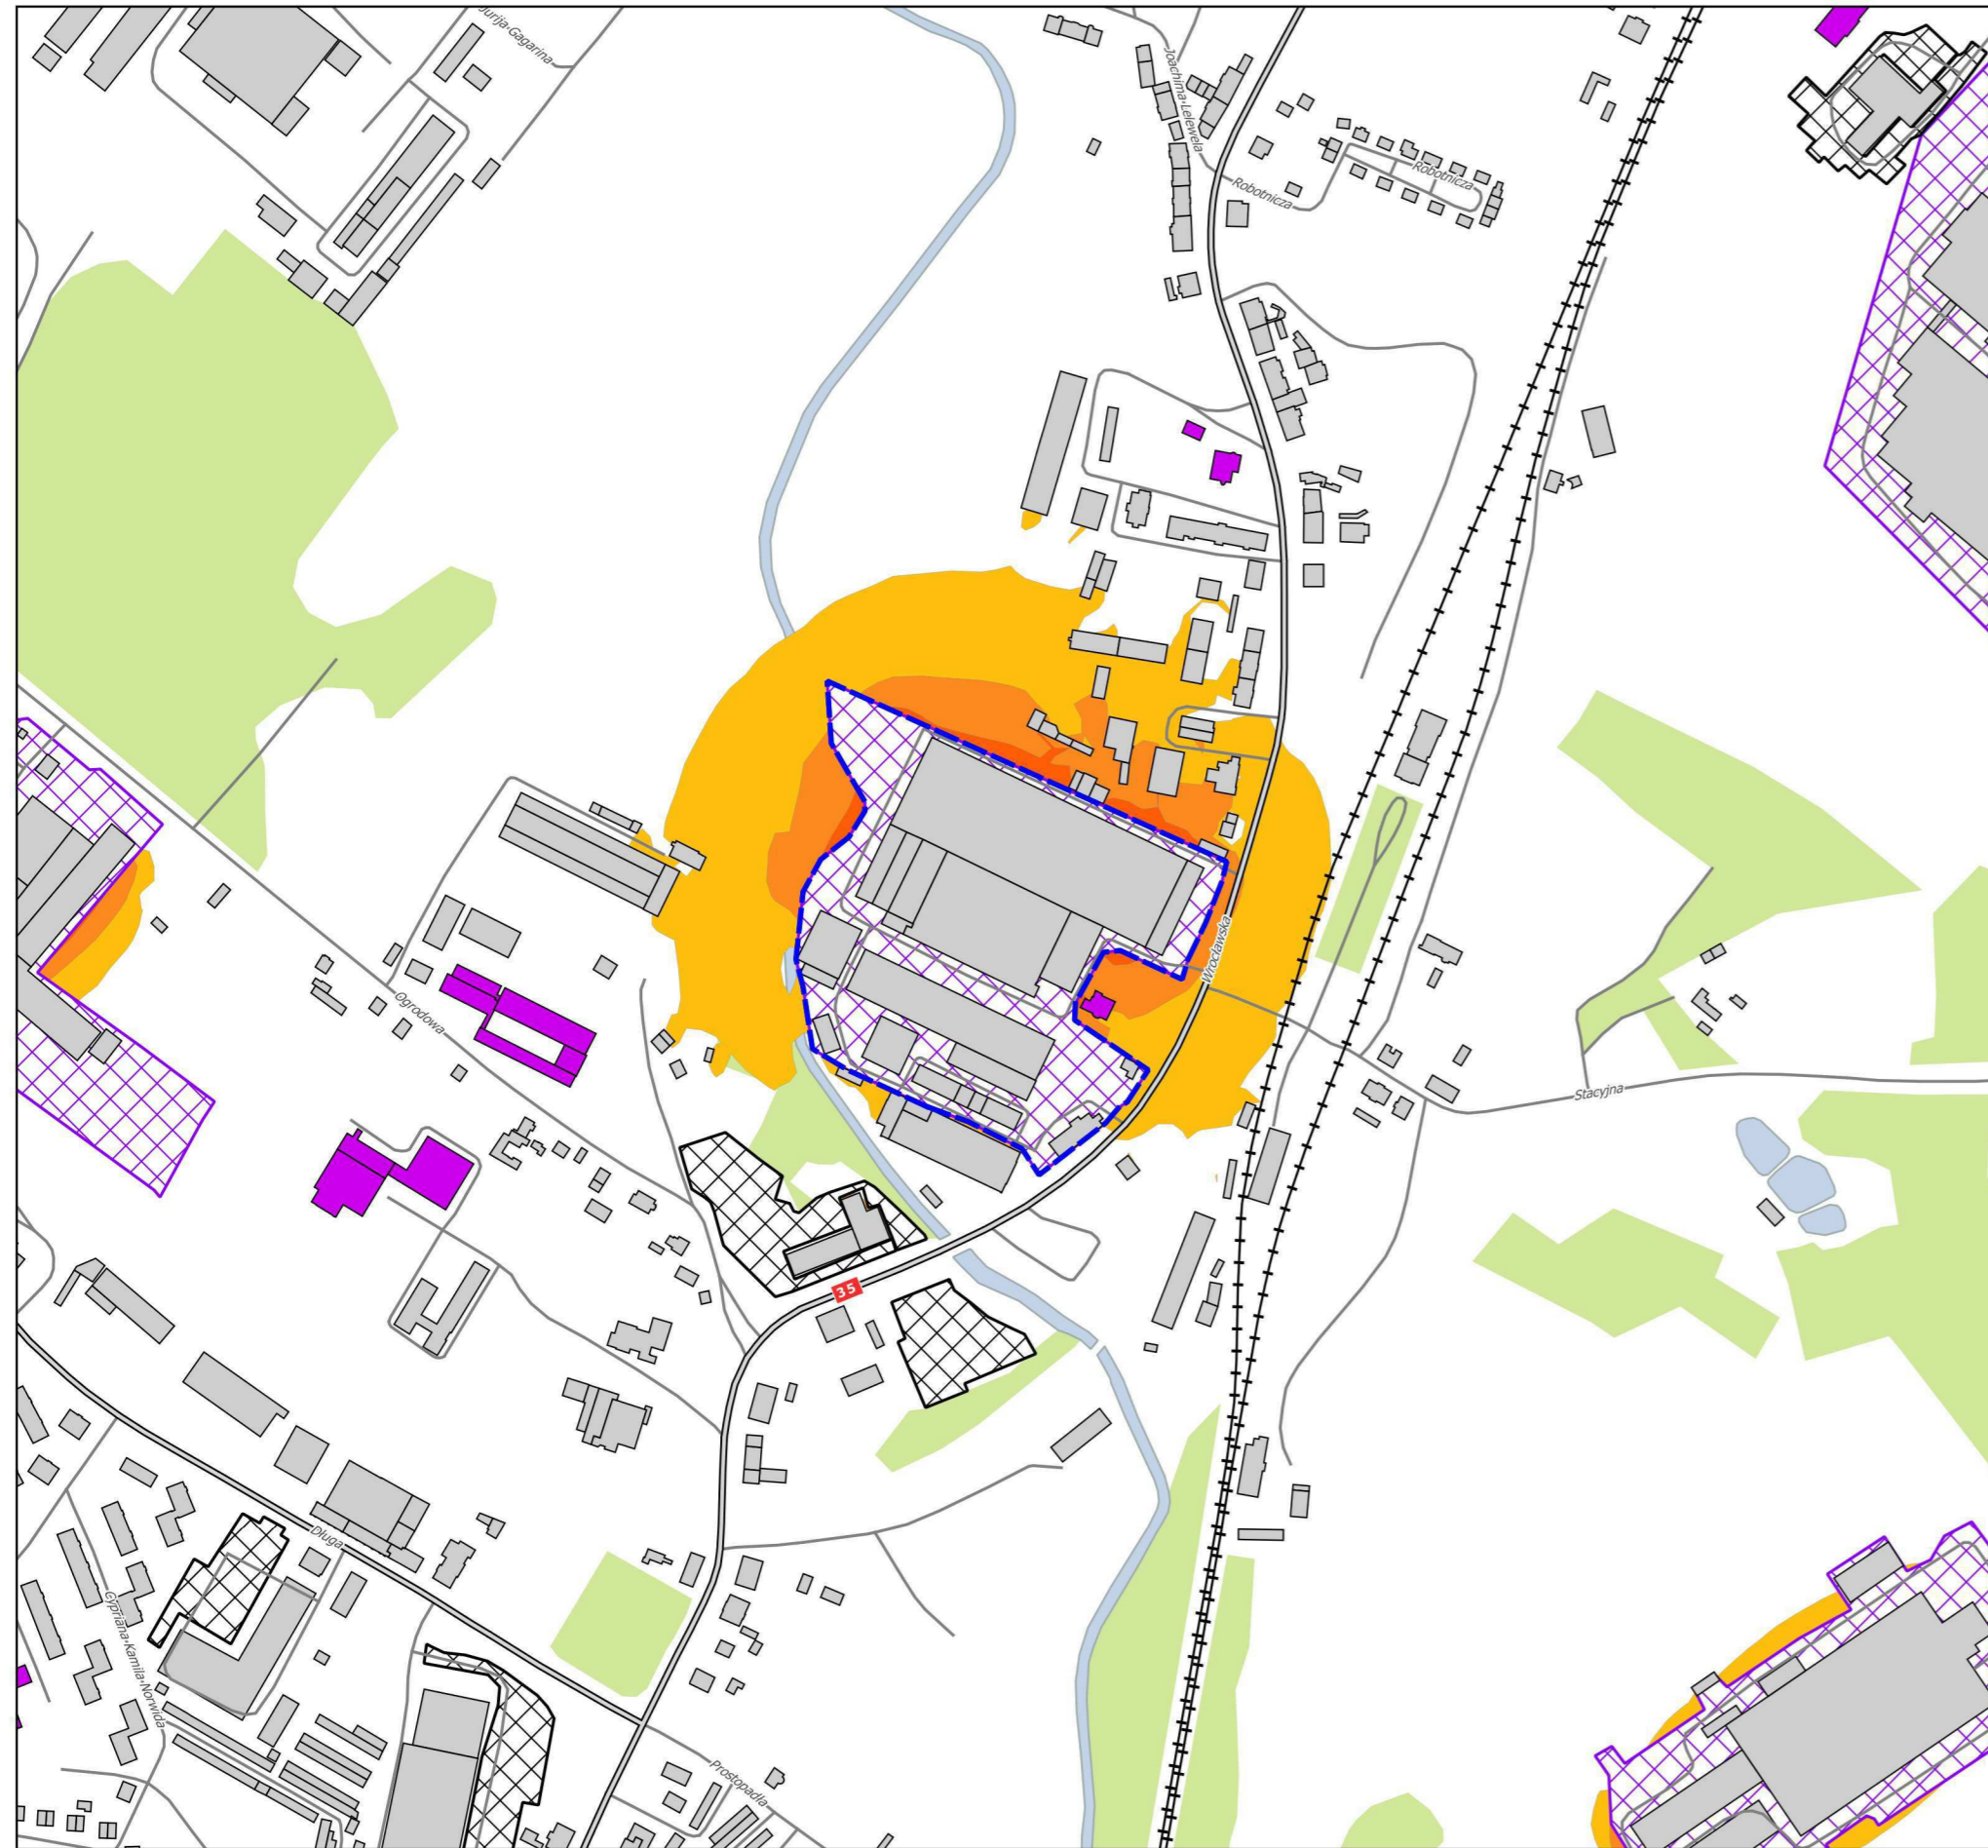 Jurija Gagarina
Joachima Lelewela
Robotnicza
Robotnicza
Wrocławska
Ogrodowa
Stacyjna
35
Długa
Cypriana Kamila Norwida
Prostopadła